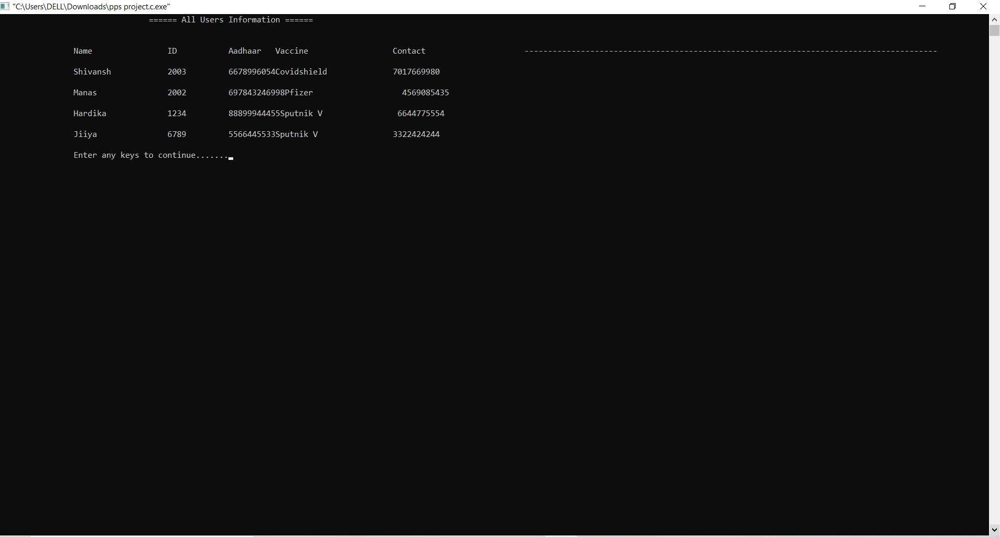 "C:\Users\DELL\Downloads\pps project.c.exe"
====== All Users Information ======
Name ID Aadhaar Vaccine Contact ----------------------------------------------------------------------------------------
Shivansh 2003 6678996054Covidshield 7017669980
Manas 2002 697843246998Pfizer 4569085435
Hardika 1234 88899944455Sputnik V 6644775554
Jiiya 6789 5566445533Sputnik V 3322424244
Enter any keys to continue.......